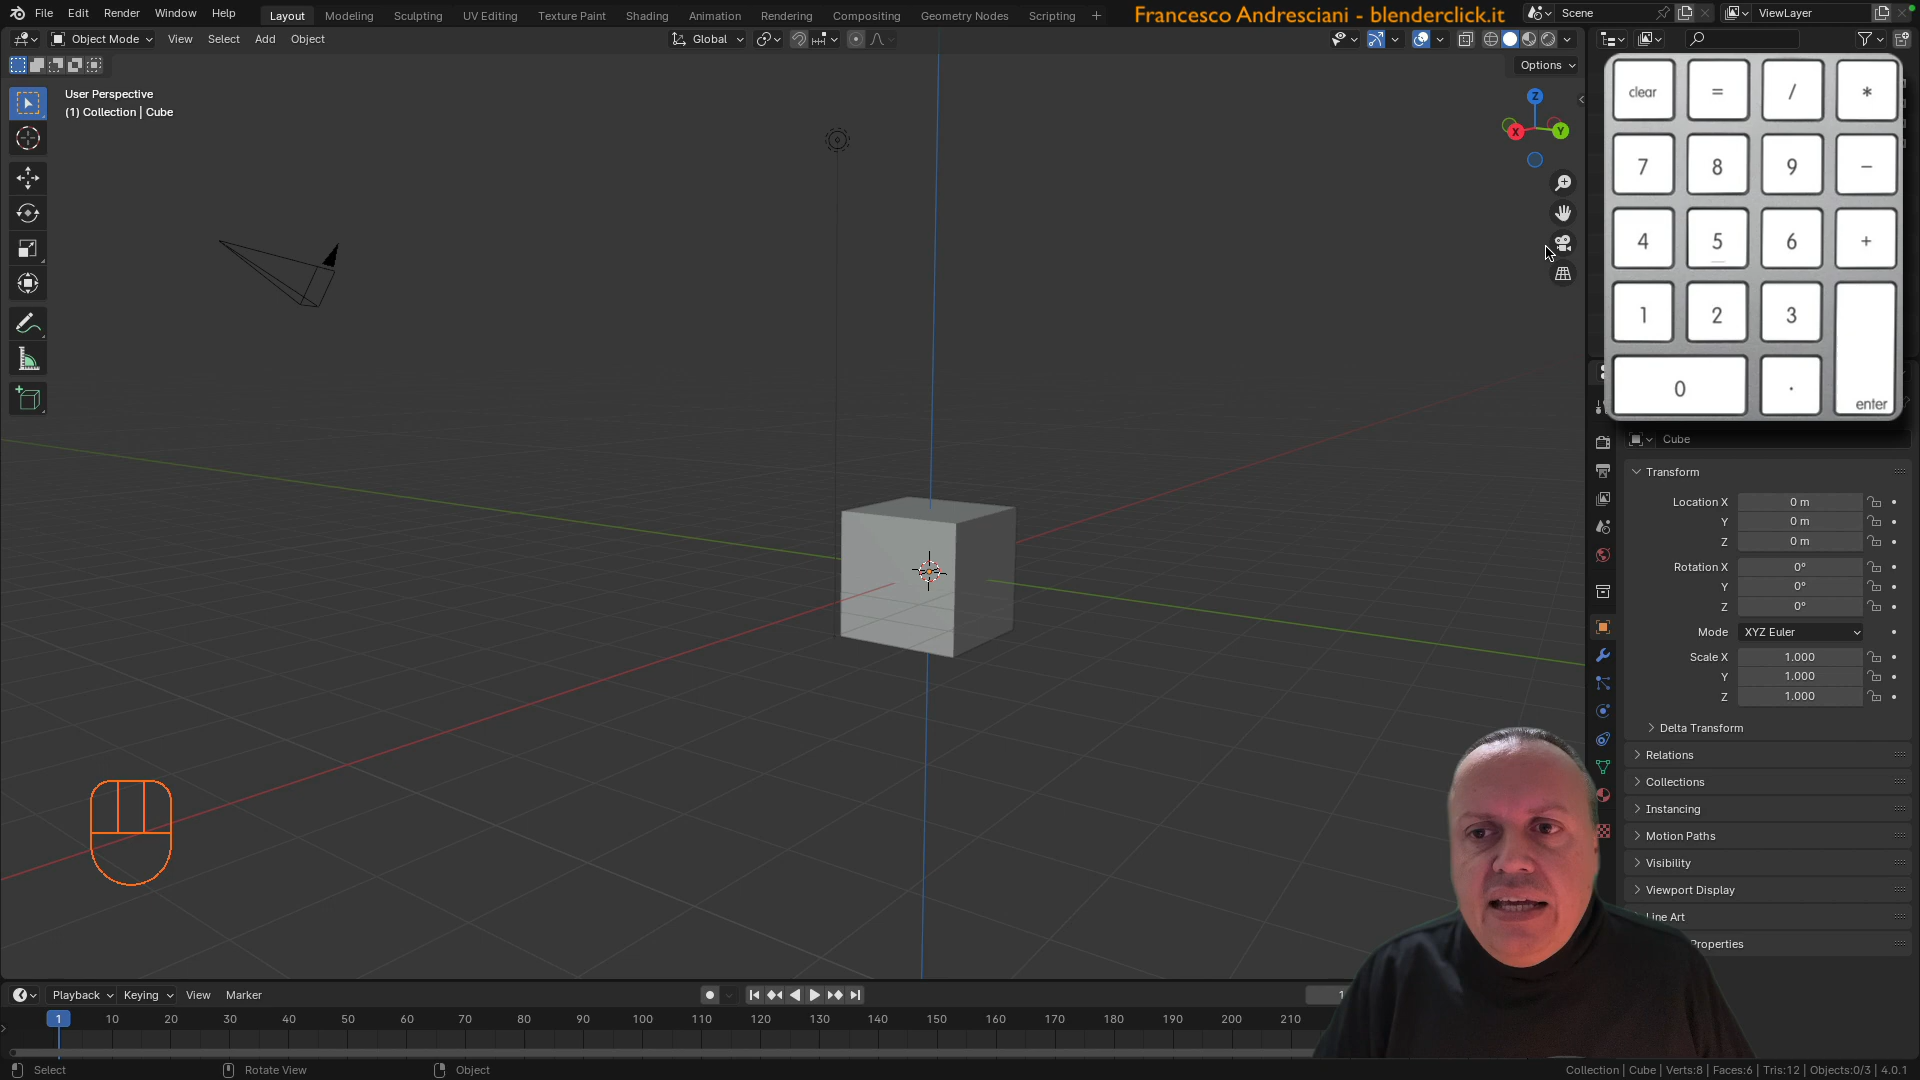 File Edit Render Window Help Layout Modeling Sculpting UV Editing Texture Paint Shading Animation Rendering Compositing Geometry Nodes Scripting + Francesco Andresciani - blenderclick.it Scene ViewLayer
Object Mode View Select Add Object Global
Options
User Perspective
(1) Collection | Cube
Z
X
Y
clear = / *
7 8 9 -
4 5 6 +
1 2 3
0 . enter
Cube
Transform
Location X 0 m
Y 0 m
Z 0 m
Rotation X 0°
Y 0°
Z 0°
Mode XYZ Euler
Scale X 1.000
Y 1.000
Z 1.000
Delta Transform
Relations
Collections
Instancing
Motion Paths
Visibility
Viewport Display
Line Art
Properties
Playback Keying View Marker 1
1 10 20 30 40 50 60 70 80 90 100 110 120 130 140 150 160 170 180 190 200 210
Select Rotate View Object Collection | Cube | Verts:8 | Faces:6 | Tris:12 | Objects:0/3 | 4.0.1